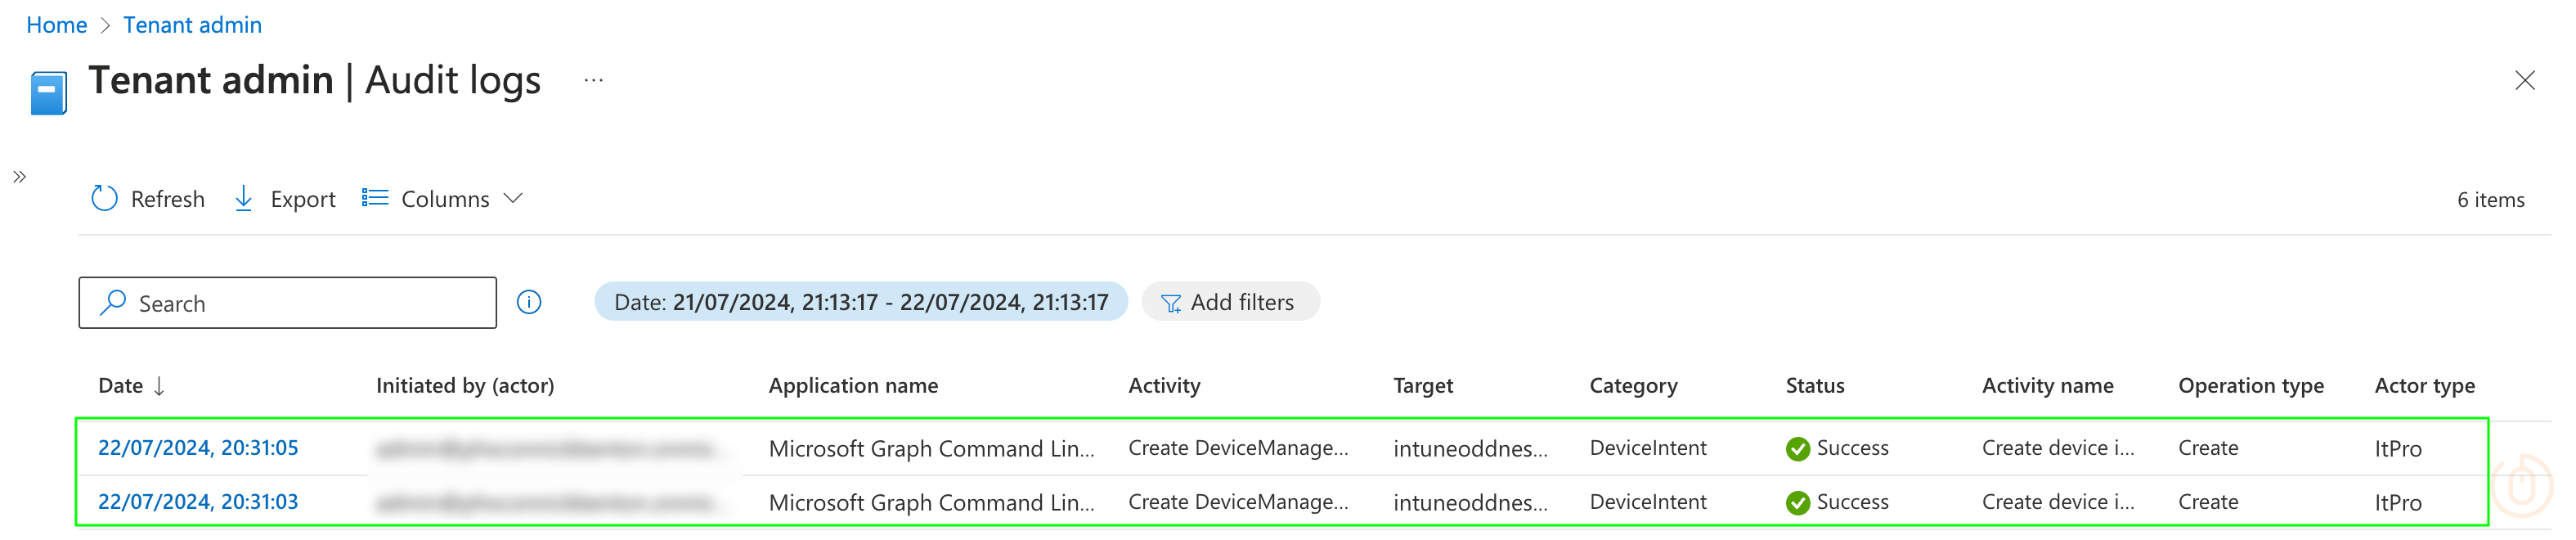 Home > Tenant admin
Tenant admin | Audit logs ...
Refresh Export Columns 6 items
Search Date: 21/07/2024, 21:13:17 - 22/07/2024, 21:13:17 Add filters
Date ↓ Initiated by (actor) Application name Activity Target Category Status Activity name Operation type Actor type
22/07/2024, 20:31:05 Microsoft Graph Command Lin... Create DeviceManage... intuneoddnes... DeviceIntent Success Create device i... Create ItPro
22/07/2024, 20:31:03 Microsoft Graph Command Lin... Create DeviceManage... intuneoddnes... DeviceIntent Success Create device i... Create ItPro